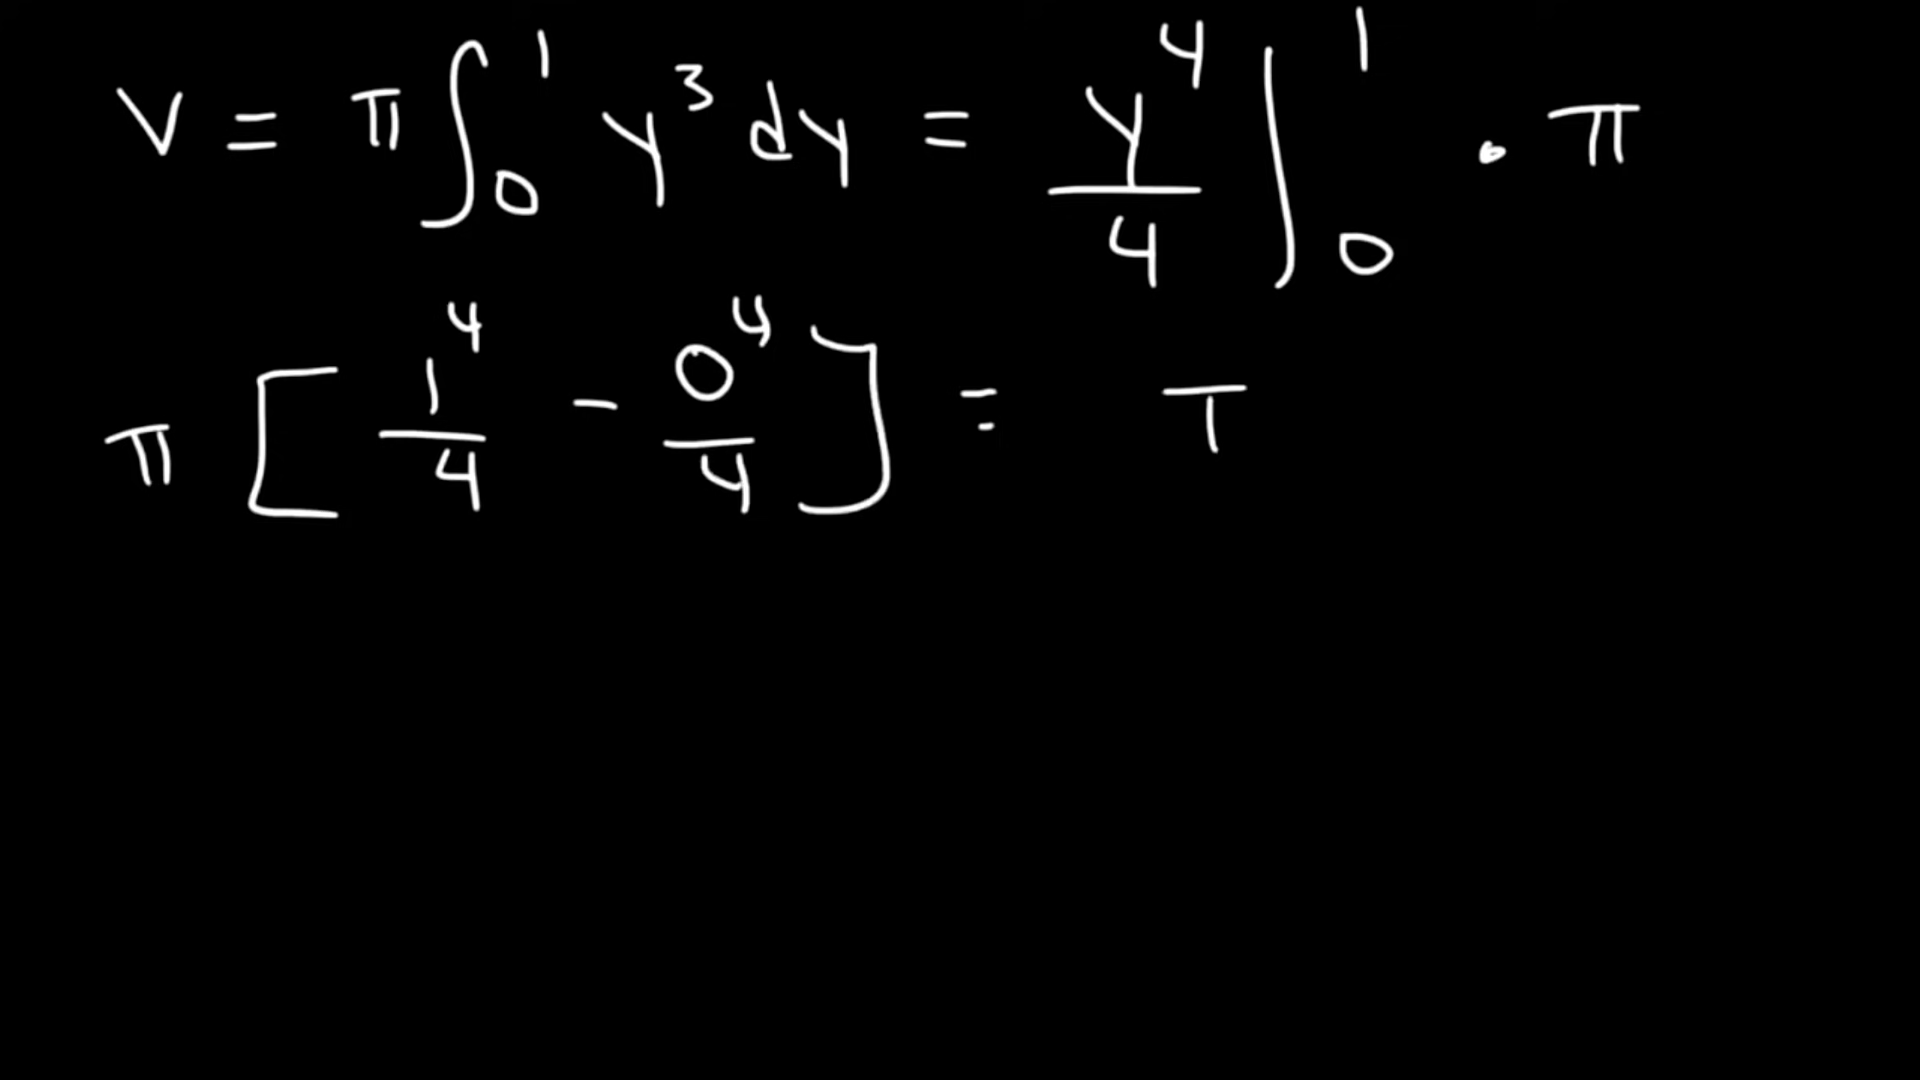 V = π∫₀¹ y³ dy = y⁴/4 |₀¹ · π
π [ 1⁴/4 - 0⁴/4 ] = T